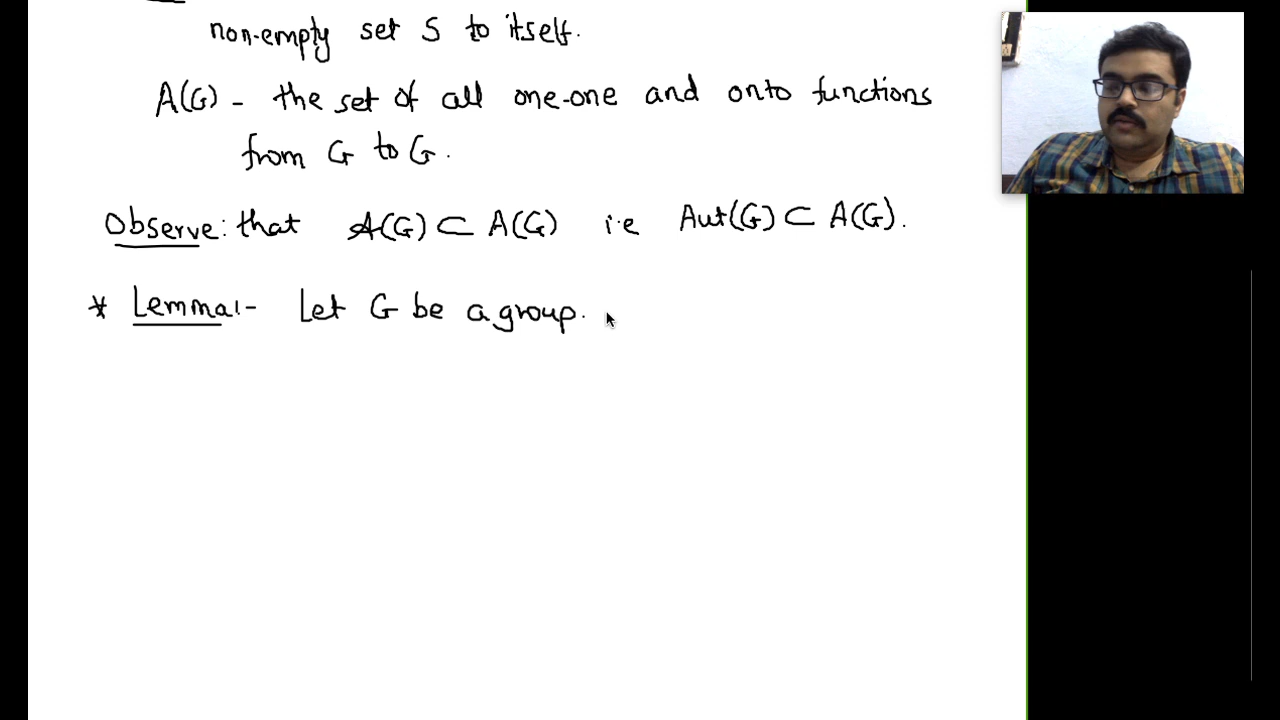 non-empty set S to itself.
A(G) - the set of all one-one and onto functions
from G to G.
Observe: that 𝒜(G) ⊂ A(G) i.e Aut(G) ⊂ A(G).
* Lemma:- Let G be a group.